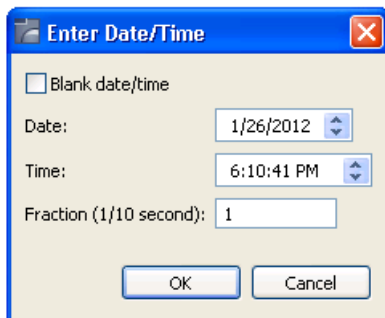 Enter Date/Time
Blank date/time
Date: 1/26/2012
Time: 6:10:41 PM
Fraction (1/10 second): 1
OK Cancel